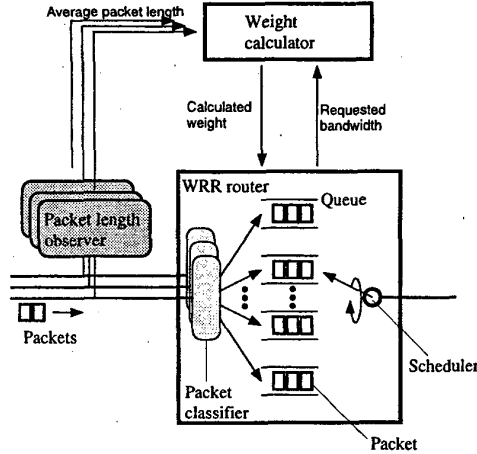 Average packet length
Weight
calculator
Calculated
weight
Requested
bandwidth
WRR router
Queue
Packet length
observer
Packets
Scheduler
Packet
classifier
Packet